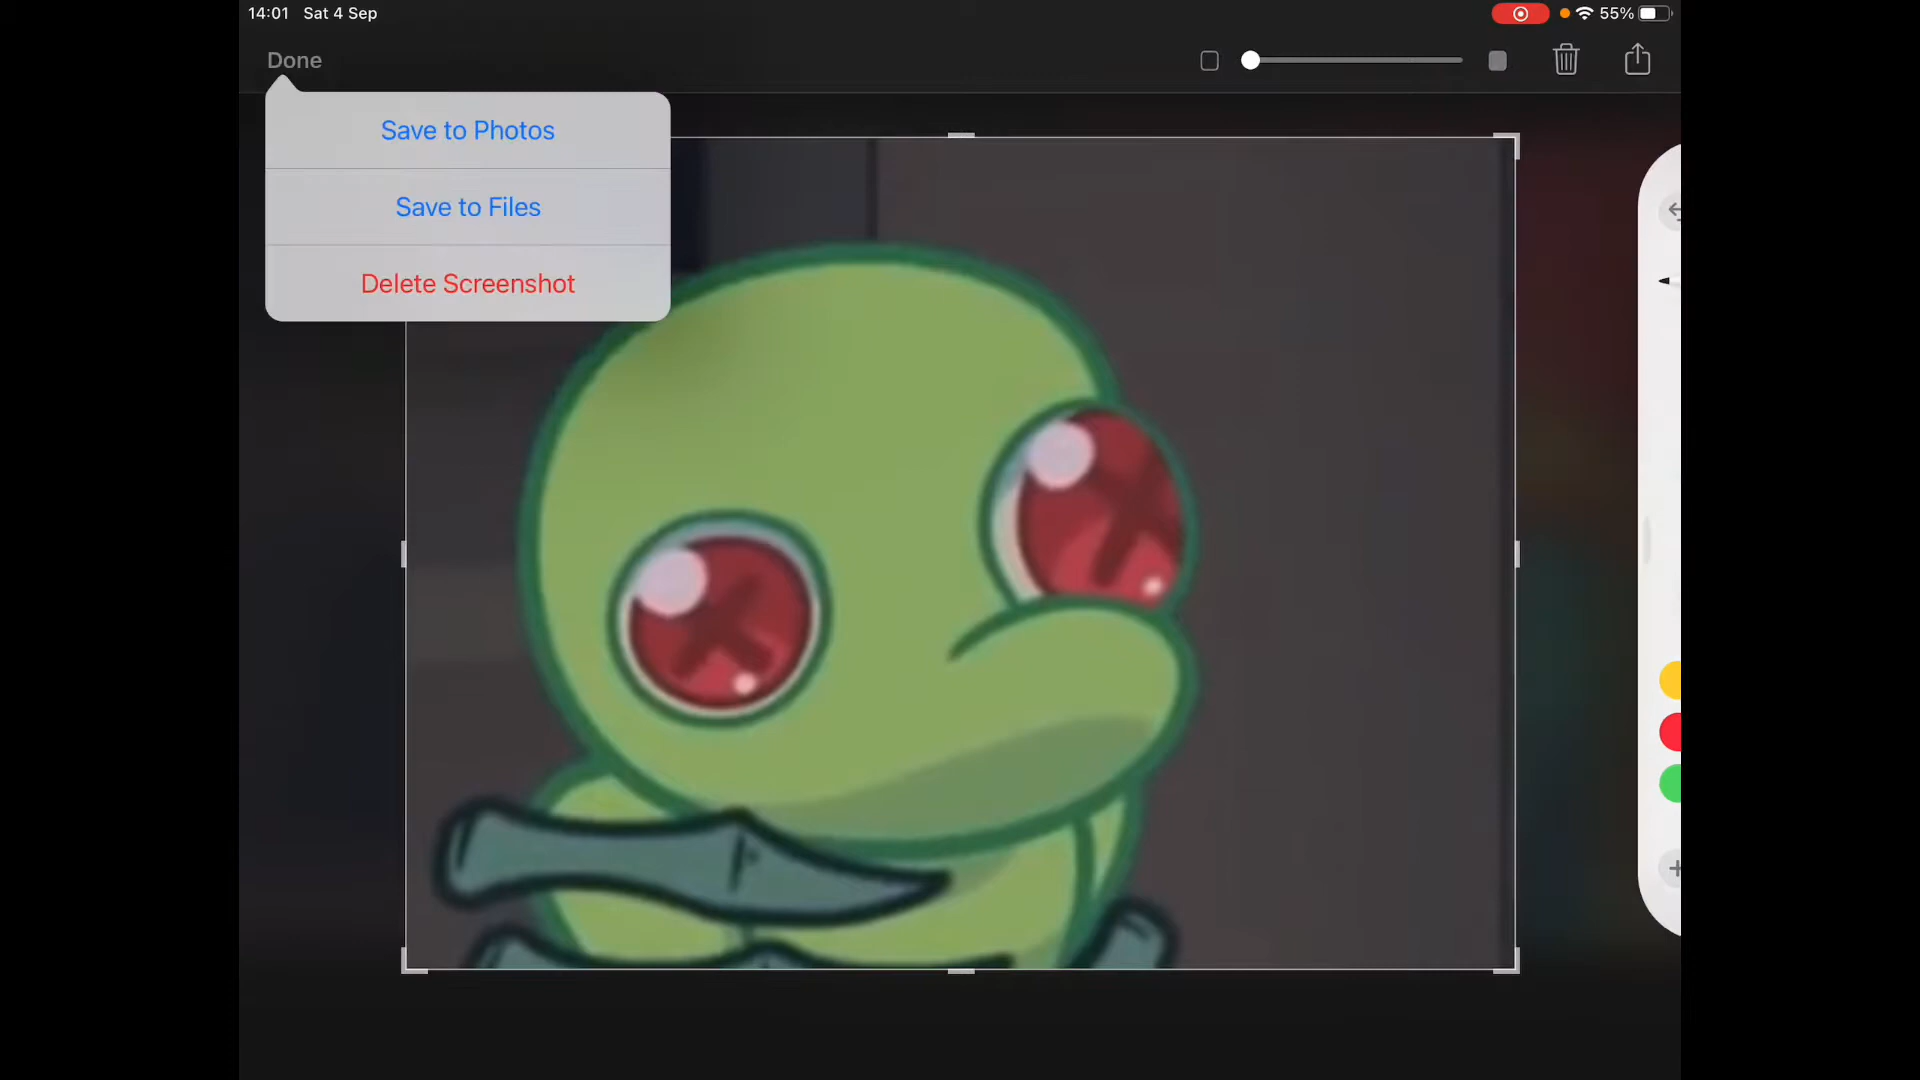 14:01 Sat 4 Sep 55%
Done
Save to Photos
Save to Files
Delete Screenshot